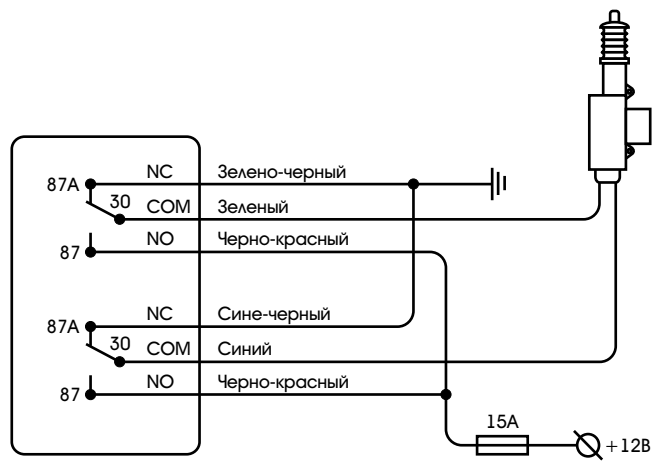 87A NC Зелено-черный
30 COM Зеленый
87 NO Черно-красный
87A NC Сине-черный
30 COM Синий
87 NO Черно-красный
15A
+12В